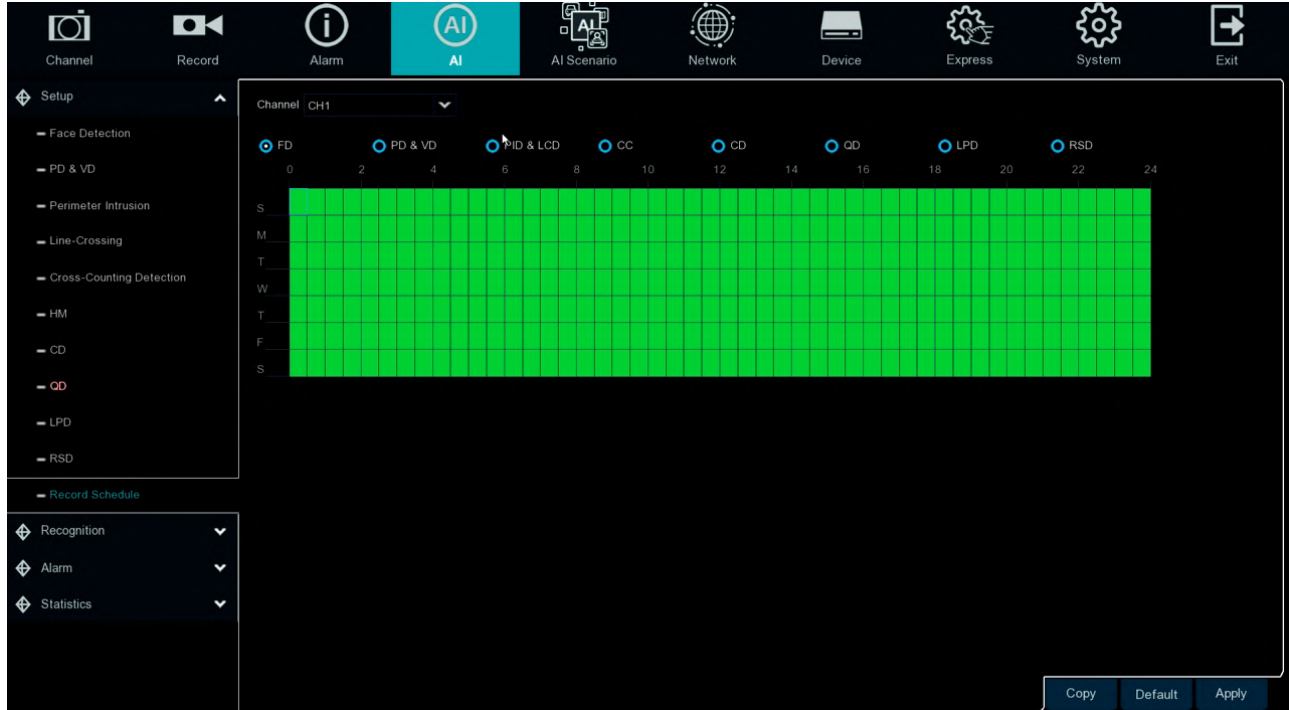 Channel Record Alarm AI AI Scenario Network Device Express System Exit
Setup
Face Detection
PD & VD
Perimeter Intrusion
Line-Crossing
Cross-Counting Detection
HM
CD
QD
LPD
RSD
Record Schedule
Recognition
Alarm
Statistics
Channel CH1
FD PD & VD PID & LCD CC CD QD LPD RSD
0 2 4 6 8 10 12 14 16 18 20 22 24
S
M
T
W
T
F
S
Copy Default Apply